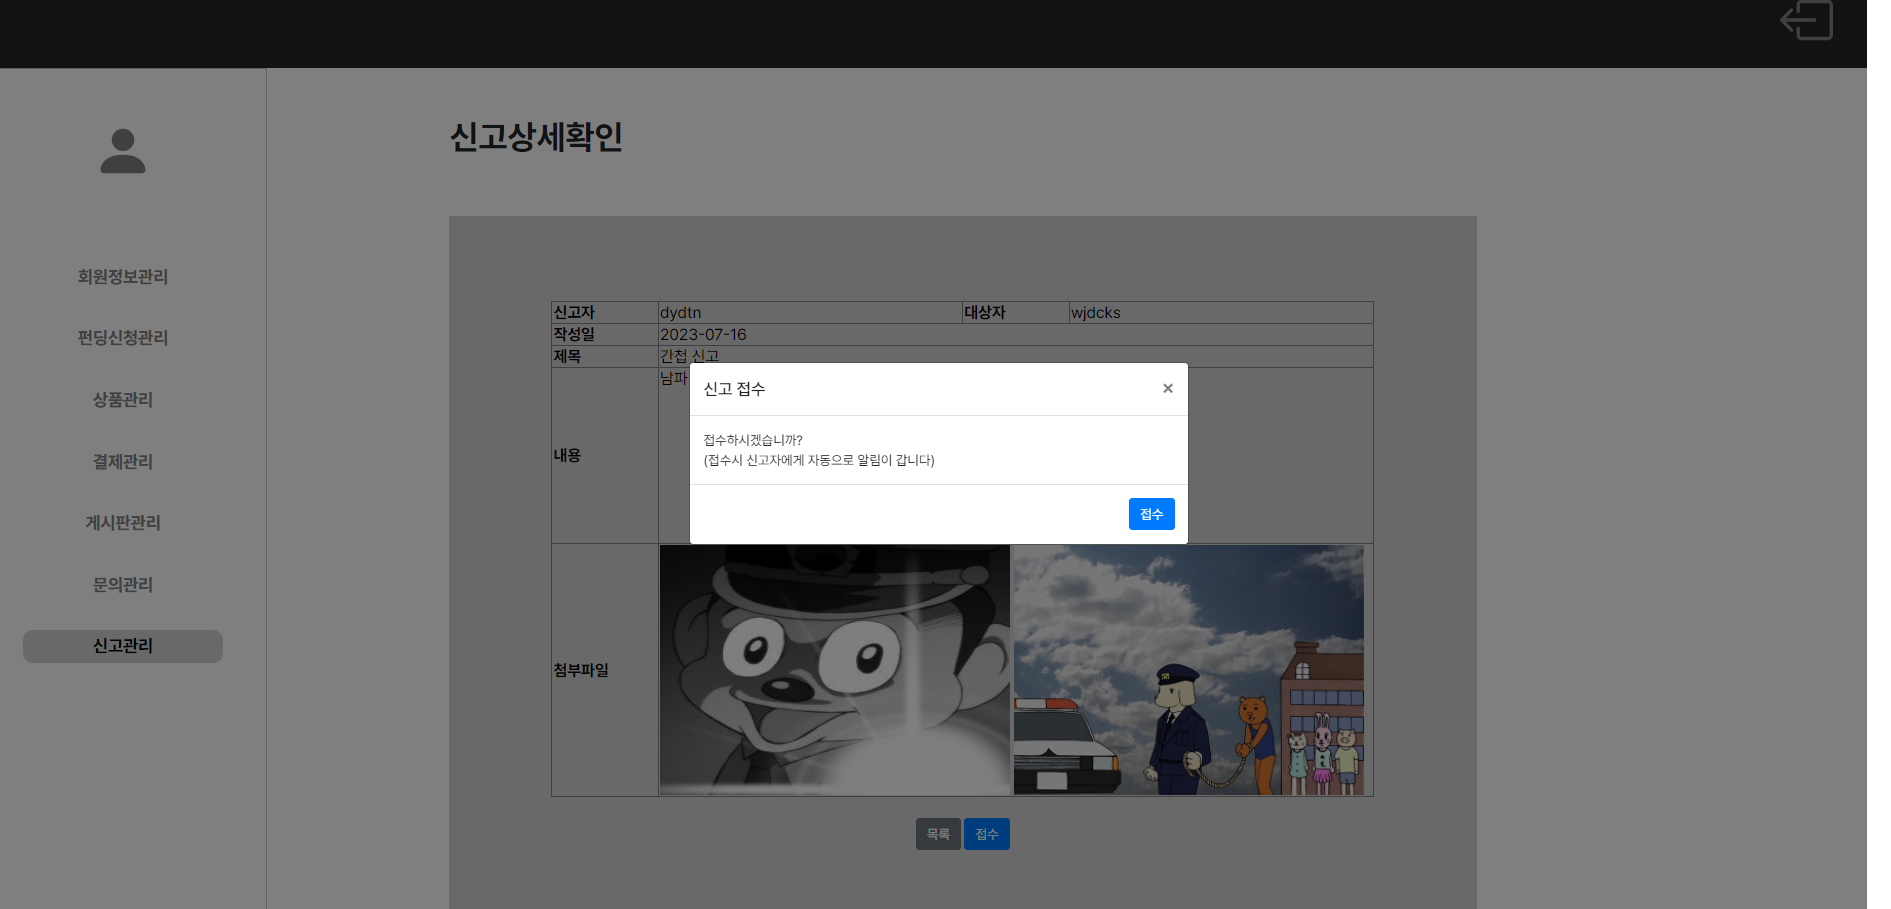 신고상세확인
회원정보관리
펀딩신청관리
상품관리
결제관리
게시판관리
문의관리
신고관리
신고자 dydtn 대상자 wjdcks
작성일 2023-07-16
제목 간첩 신고
내용 남파
신고 접수 ×
접수하시겠습니까?
(접수시 신고자에게 자동으로 알림이 갑니다)
접수
첨부파일
목록 접수